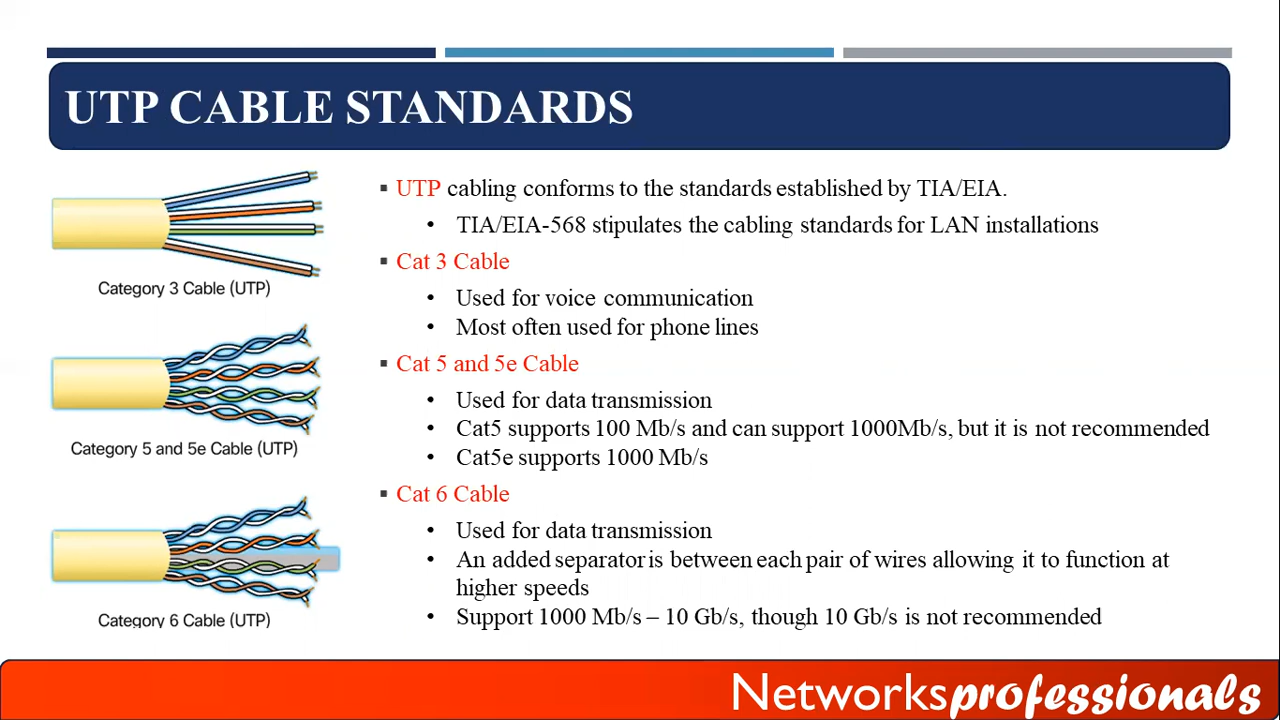 UTP CABLE STANDARDS
▪ UTP cabling conforms to the standards established by TIA/EIA.
• TIA/EIA-568 stipulates the cabling standards for LAN installations
▪ Cat 3 Cable
• Used for voice communication
• Most often used for phone lines
▪ Cat 5 and 5e Cable
• Used for data transmission
• Cat5 supports 100 Mb/s and can support 1000Mb/s, but it is not recommended
• Cat5e supports 1000 Mb/s
▪ Cat 6 Cable
• Used for data transmission
• An added separator is between each pair of wires allowing it to function at
higher speeds
• Support 1000 Mb/s – 10 Gb/s, though 10 Gb/s is not recommended
Category 3 Cable (UTP)
Category 5 and 5e Cable (UTP)
Category 6 Cable (UTP)
Networksprofessionals